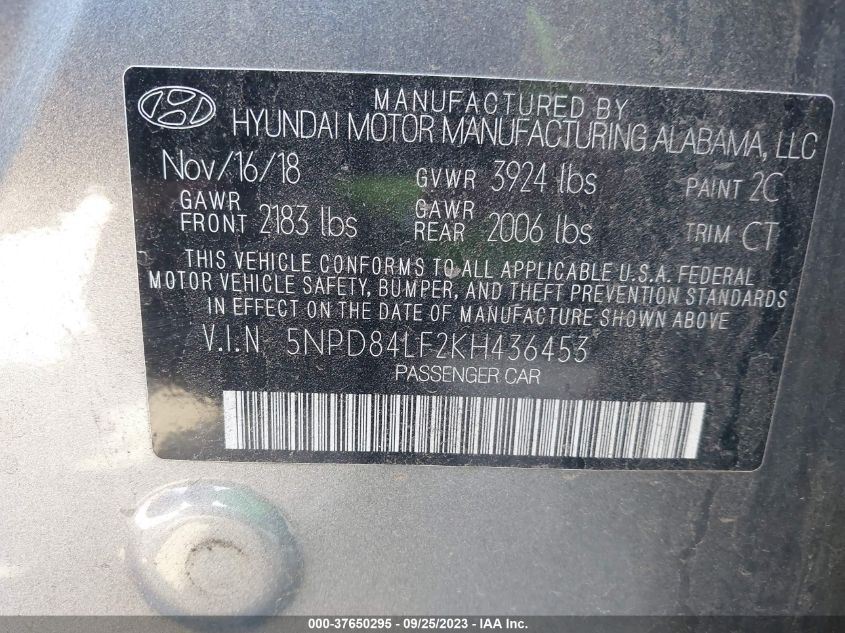 MANUFACTURED BY
HYUNDAI MOTOR MANUFACTURING ALABAMA, LLC
Nov/16/18 GVWR 3924 lbs PAINT 2C
GAWR FRONT 2183 lbs GAWR REAR 2006 lbs TRIM CT
THIS VEHICLE CONFORMS TO ALL APPLICABLE U.S.A. FEDERAL
MOTOR VEHICLE SAFETY, BUMPER, AND THEFT PREVENTION STANDARDS
IN EFFECT ON THE DATE OF MANUFACTURE SHOWN ABOVE
V.I.N 5NPD84LF2KH436453
PASSENGER CAR
000-37650295 - 09/25/2023 - IAA Inc.